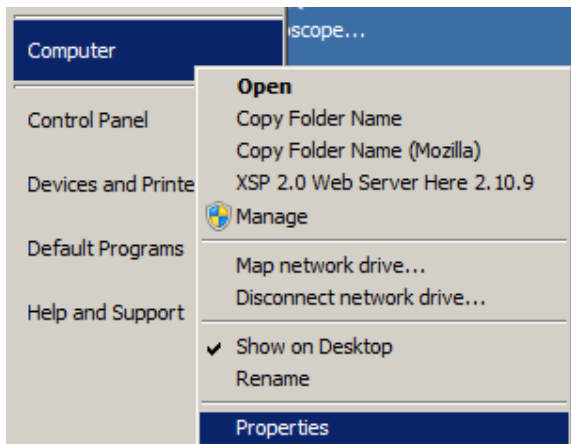 oscope...
Computer
Control Panel
Devices and Printe
Default Programs
Help and Support
Open
Copy Folder Name
Copy Folder Name (Mozilla)
XSP 2.0 Web Server Here 2.10.9
Manage
Map network drive...
Disconnect network drive...
Show on Desktop
Rename
Properties